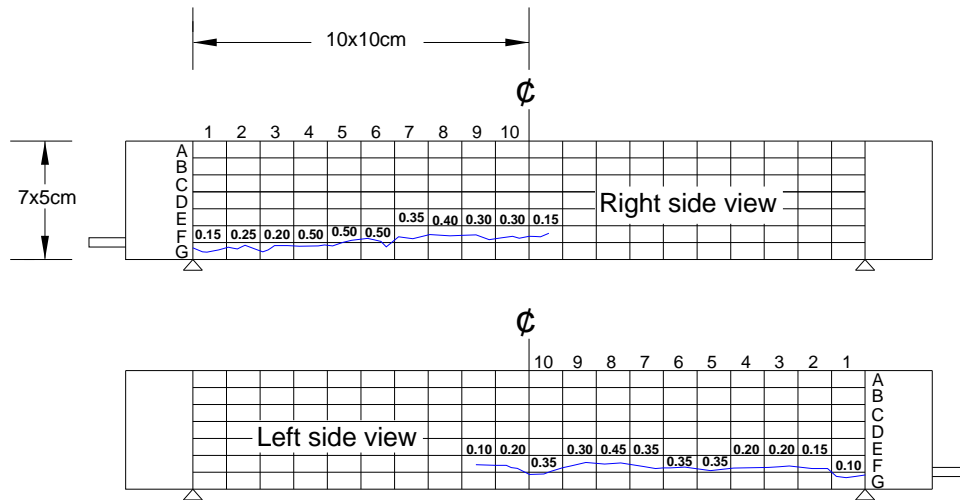 10x10cm
₵
1 2 3 4 5 6 7 8 9 10
A
B
C
D
E
F
G
7x5cm
Right side view
0.15 0.25 0.20 0.50 0.50 0.50 0.35 0.40 0.30 0.30 0.15
₵
10 9 8 7 6 5 4 3 2 1
A
B
C
D
E
F
G
Left side view
0.10 0.20 0.35 0.30 0.45 0.35 0.35 0.35 0.20 0.20 0.15 0.10